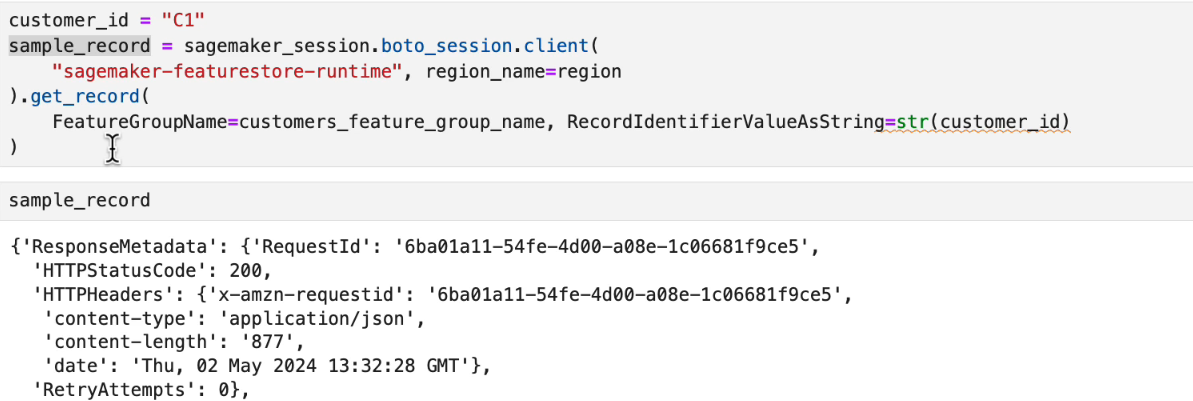 customer_id = "C1"
sample_record = sagemaker_session.boto_session.client(
    "sagemaker-featurestore-runtime", region_name=region
).get_record(
    FeatureGroupName=customers_feature_group_name, RecordIdentifierValueAsString=str(customer_id)
)
sample_record
{'ResponseMetadata': {'RequestId': '6ba01a11-54fe-4d00-a08e-1c06681f9ce5',
  'HTTPStatusCode': 200,
  'HTTPHeaders': {'x-amzn-requestid': '6ba01a11-54fe-4d00-a08e-1c06681f9ce5',
   'content-type': 'application/json',
   'content-length': '877',
   'date': 'Thu, 02 May 2024 13:32:28 GMT'},
  'RetryAttempts': 0},